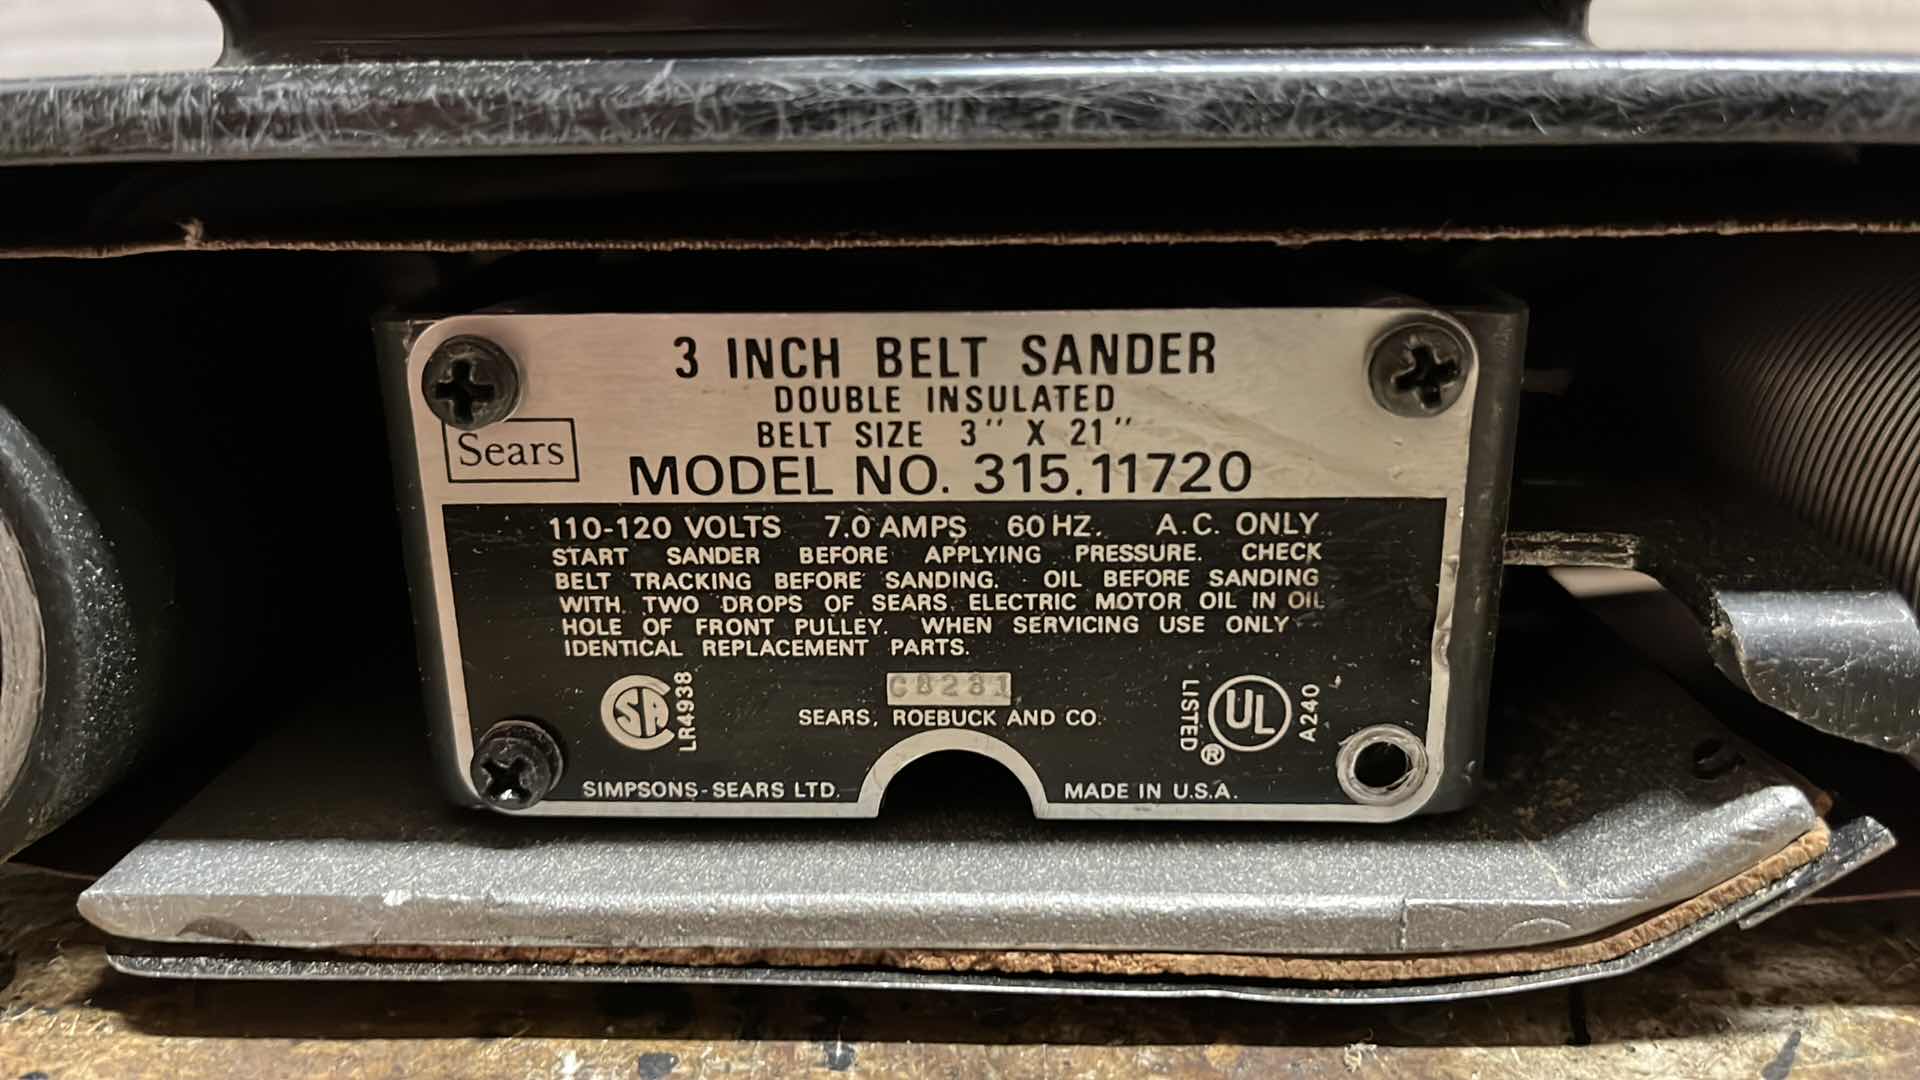 3 INCH BELT SANDER
DOUBLE INSULATED
BELT SIZE 3" X 21"
Sears
MODEL NO. 315.11720
110-120 VOLTS 7.0 AMPS 60 HZ. A.C. ONLY
START SANDER BEFORE APPLYING PRESSURE. CHECK
BELT TRACKING BEFORE SANDING. OIL BEFORE SANDING
WITH TWO DROPS OF SEARS ELECTRIC MOTOR OIL IN OIL
HOLE OF FRONT PULLEY. WHEN SERVICING USE ONLY
IDENTICAL REPLACEMENT PARTS.
SA
LR4938
SEARS, ROEBUCK AND CO.
LISTED
UL
®
A240
SIMPSONS-SEARS LTD.
MADE IN U.S.A.